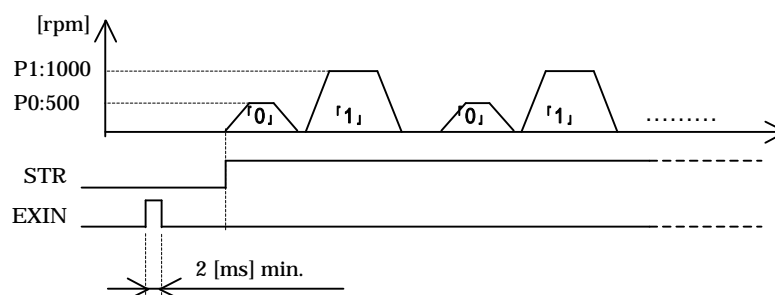 [rpm]
P1:1000
P0:500
「0」 「1」 「0」 「1」 ………
STR
EXIN
2 [ms] min.